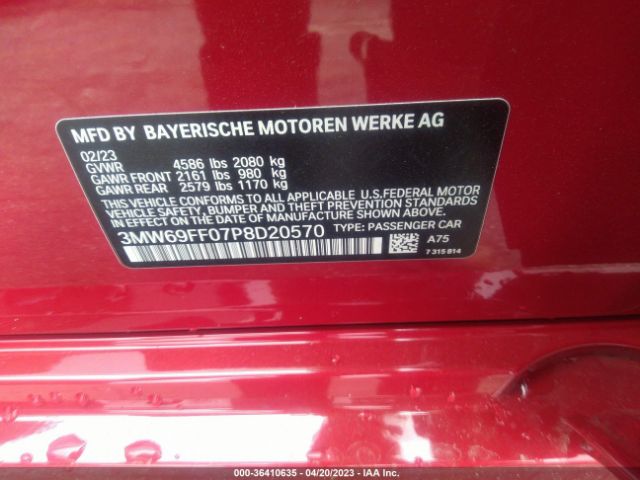 MFD BY BAYERISCHE MOTOREN WERKE AG
02/23
GVWR 4586 lbs 2080 kg
GAWR FRONT 2161 lbs 980 kg
GAWR REAR 2579 lbs 1170 kg
THIS VEHICLE CONFORMS TO ALL APPLICABLE U.S.FEDERAL MOTOR
VEHICLE SAFETY, BUMPER, AND THEFT PREVENTION STANDARDS IN
EFFECT ON THE DATE OF MANUFACTURE SHOWN ABOVE.
3MW69FF07P8D20570 TYPE: PASSENGER CAR
A75
7 315 814
000-36410635 - 04/20/2023 - IAA Inc.